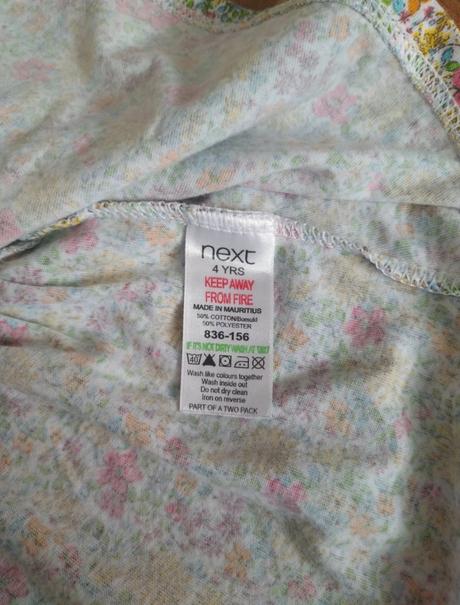 next
4 YRS
KEEP AWAY
FROM FIRE
MADE IN MAURITIUS
50% COTTON/Bomuld
50% POLYESTER
836-156
IF IT'S NOT DIRTY WASH AT
40
Wash like colours together
Wash inside out
Do not dry clean
Iron on reverse
PART OF A TWO PACK